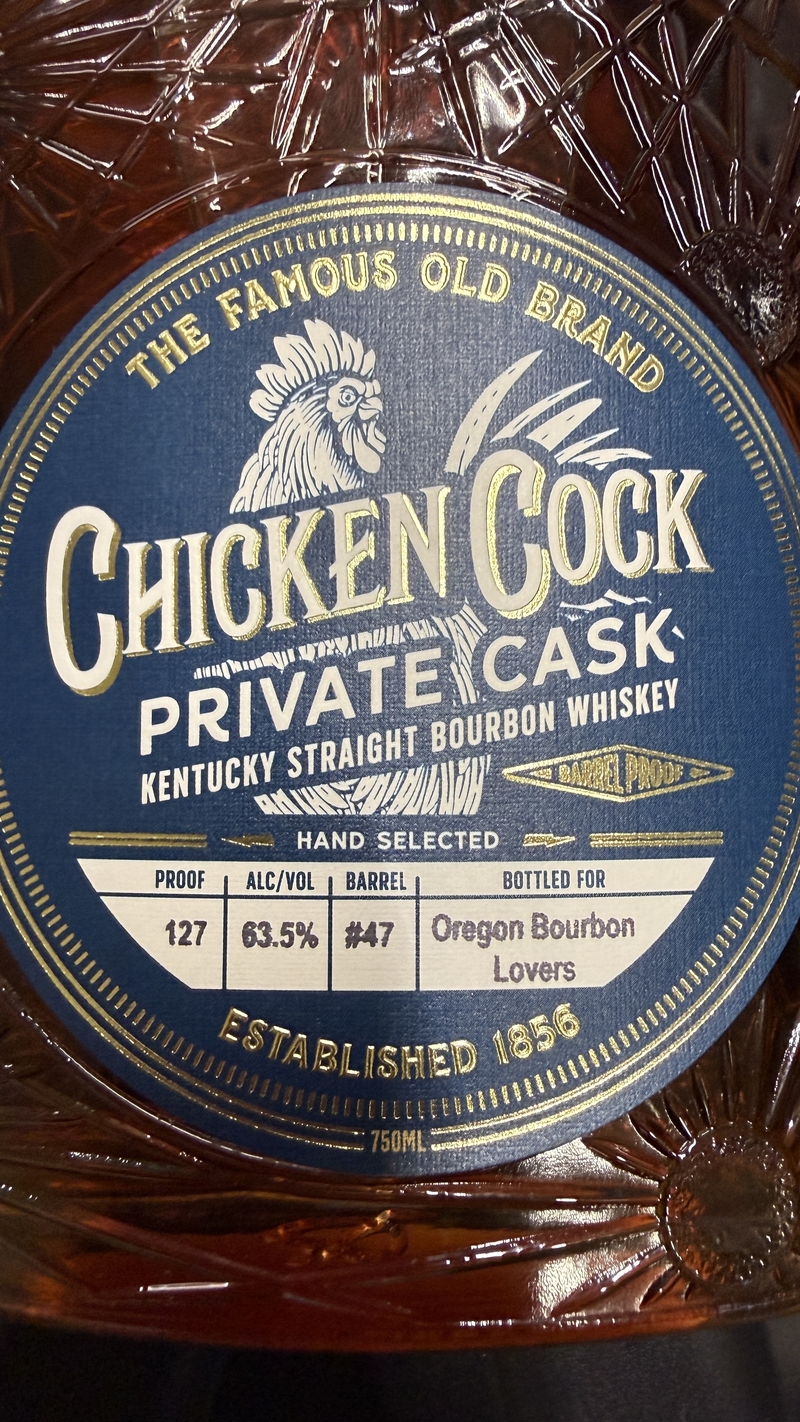 THE FAMOUS OLD BRAND
CHICKEN COCK
PRIVATE CASK
KENTUCKY STRAIGHT BOURBON WHISKEY
BARREL PROOF
HAND SELECTED
PROOF ALC/VOL BARREL BOTTLED FOR
127 63.5% #47 Oregon Bourbon
Lovers
ESTABLISHED 1856
750ML